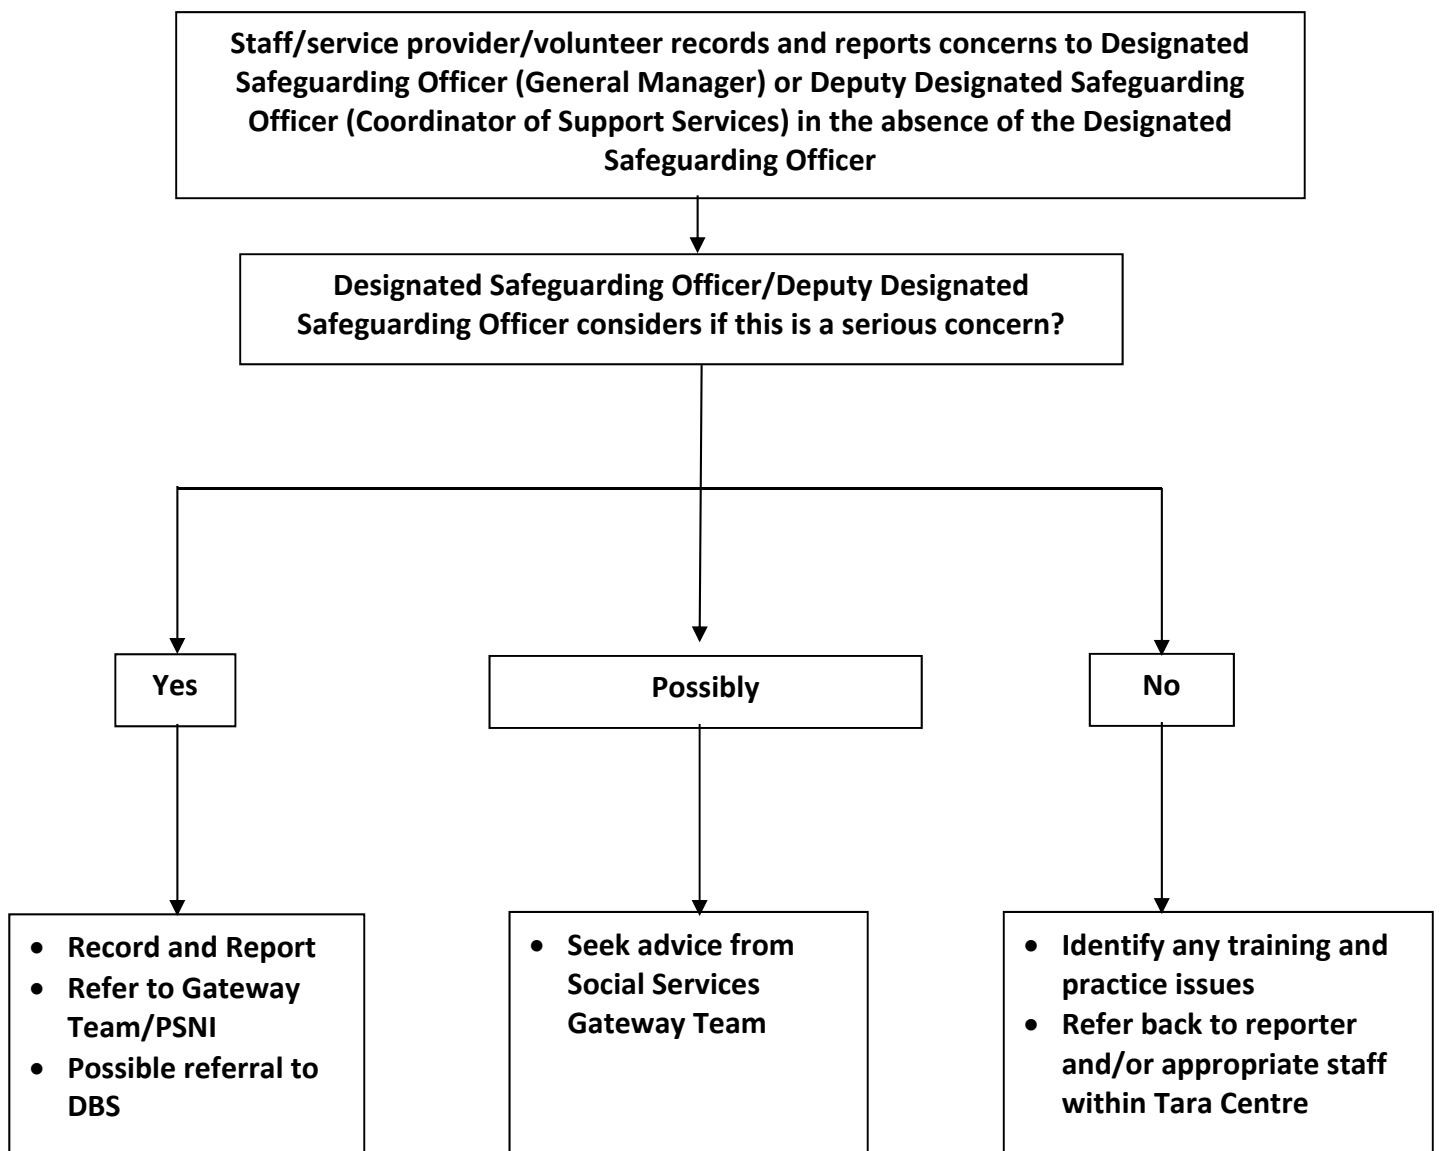 Staff/service provider/volunteer records and reports concerns to Designated
Safeguarding Officer (General Manager) or Deputy Designated Safeguarding
Officer (Coordinator of Support Services) in the absence of the Designated
Safeguarding Officer
Designated Safeguarding Officer/Deputy Designated
Safeguarding Officer considers if this is a serious concern?
Yes
Possibly
No
• Record and Report
• Refer to Gateway
Team/PSNI
• Possible referral to
DBS
• Seek advice from
Social Services
Gateway Team
• Identify any training and
practice issues
• Refer back to reporter
and/or appropriate staff
within Tara Centre